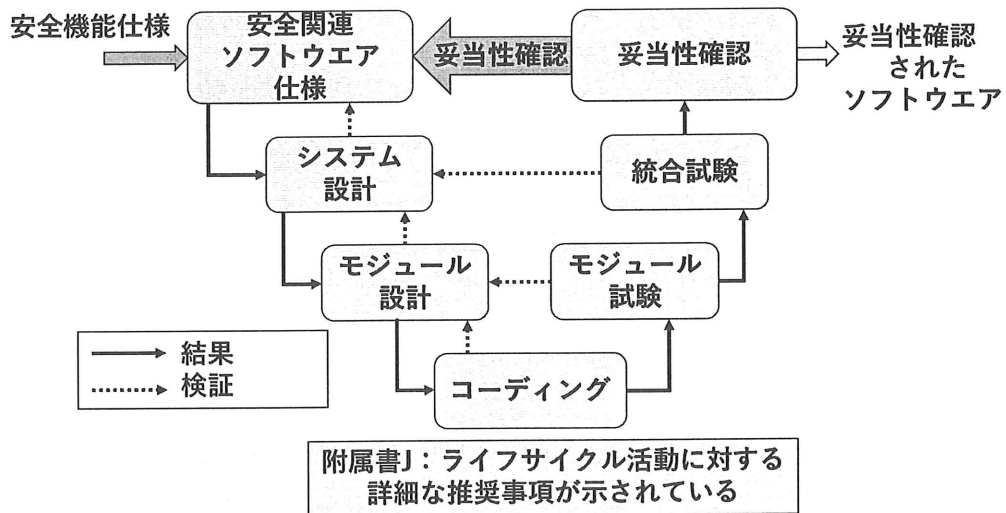 安全機能仕様
安全関連
ソフトウエア
仕様
妥当性確認
妥当性確認
妥当性確認
された
ソフトウエア
システム
設計
統合試験
モジュール
設計
モジュール
試験
結果
検証
コーディング
附属書J：ライフサイクル活動に対する
詳細な推奨事項が示されている